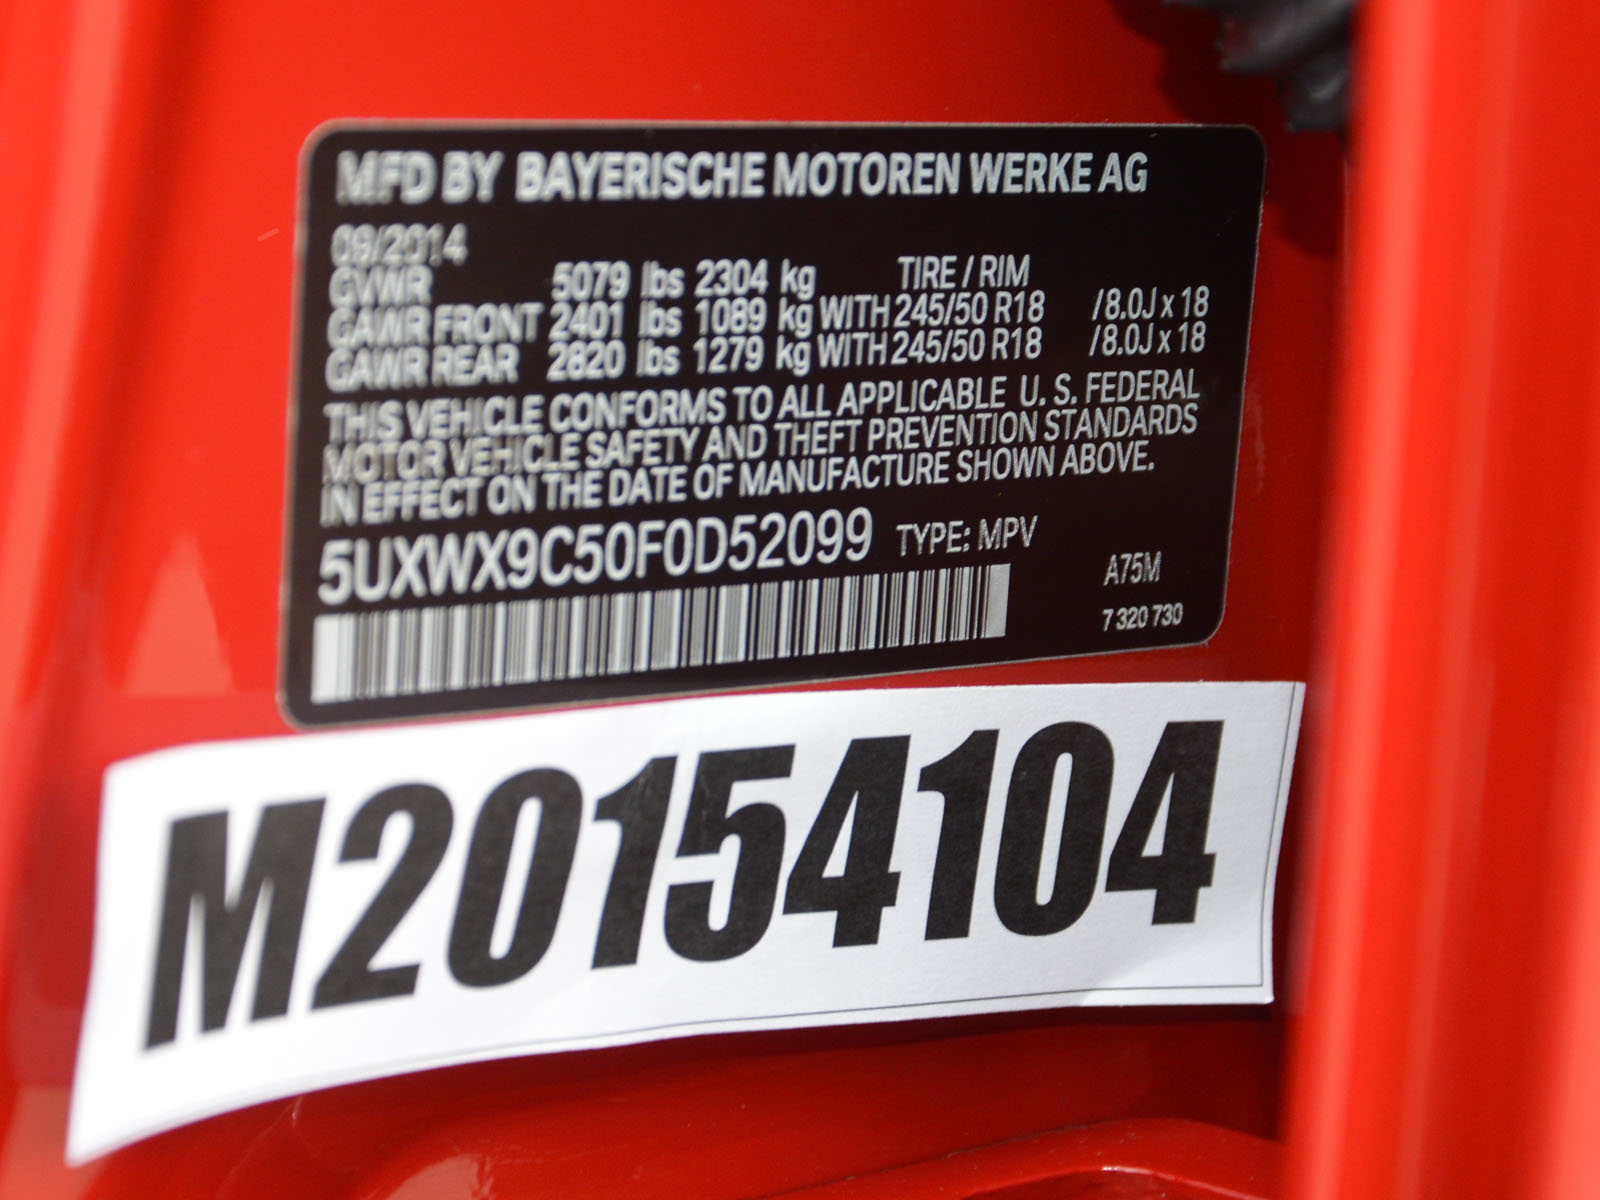 MFD BY BAYERISCHE MOTOREN WERKE AG
09/2014
GVWR 5079 lbs 2304 kg TIRE / RIM
GAWR FRONT 2401 lbs 1089 kg WITH 245/50 R18 /8.0J x 18
GAWR REAR 2820 lbs 1279 kg WITH 245/50 R18 /8.0J x 18
THIS VEHICLE CONFORMS TO ALL APPLICABLE U. S. FEDERAL
MOTOR VEHICLE SAFETY AND THEFT PREVENTION STANDARDS
IN EFFECT ON THE DATE OF MANUFACTURE SHOWN ABOVE.
5UXWX9C50F0D52099 TYPE: MPV
A75M
7 320 730
M20154104